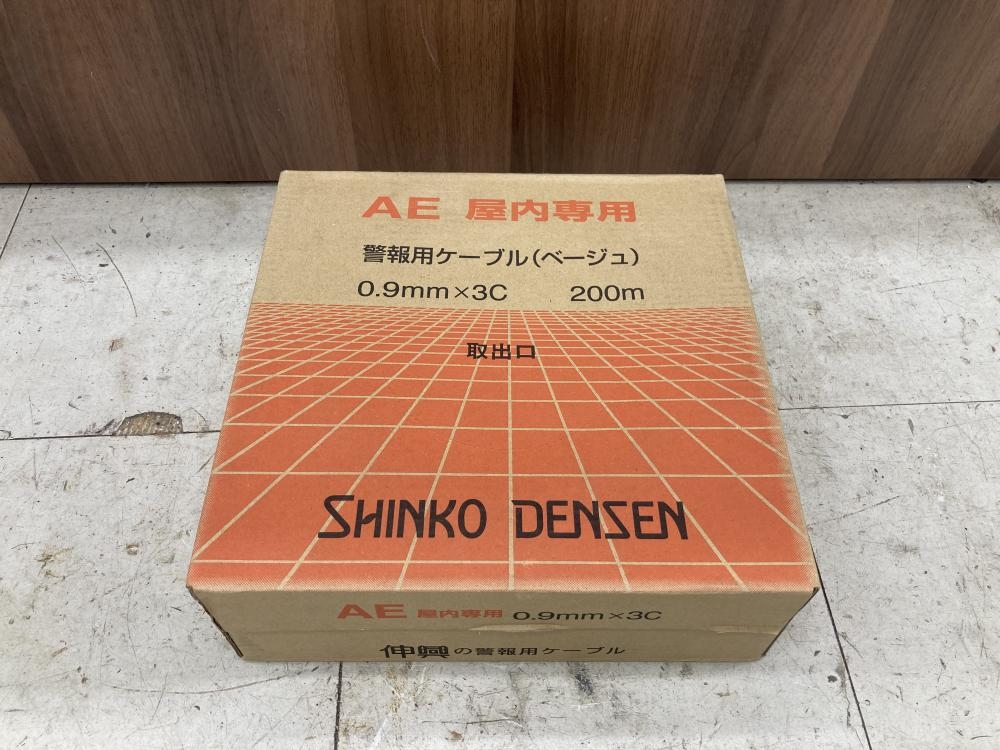 AE 屋内専用
警報用ケーブル(ベージュ)
0.9mm×3C 200m
取出口
SHINKO DENSEN
AE 屋内専用 0.9mm×3C
伸興の警報用ケーブル